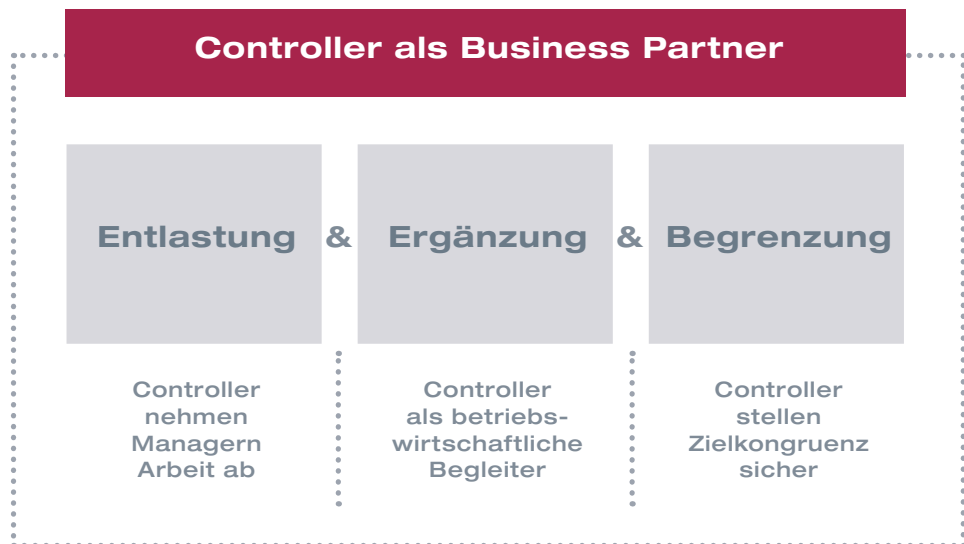 Controller als Business Partner
Entlastung & Ergänzung & Begrenzung
Controller
nehmen
Managern
Arbeit ab
Controller
als betriebs-
wirtschaftliche
Begleiter
Controller
stellen
Zielkongruenz
sicher